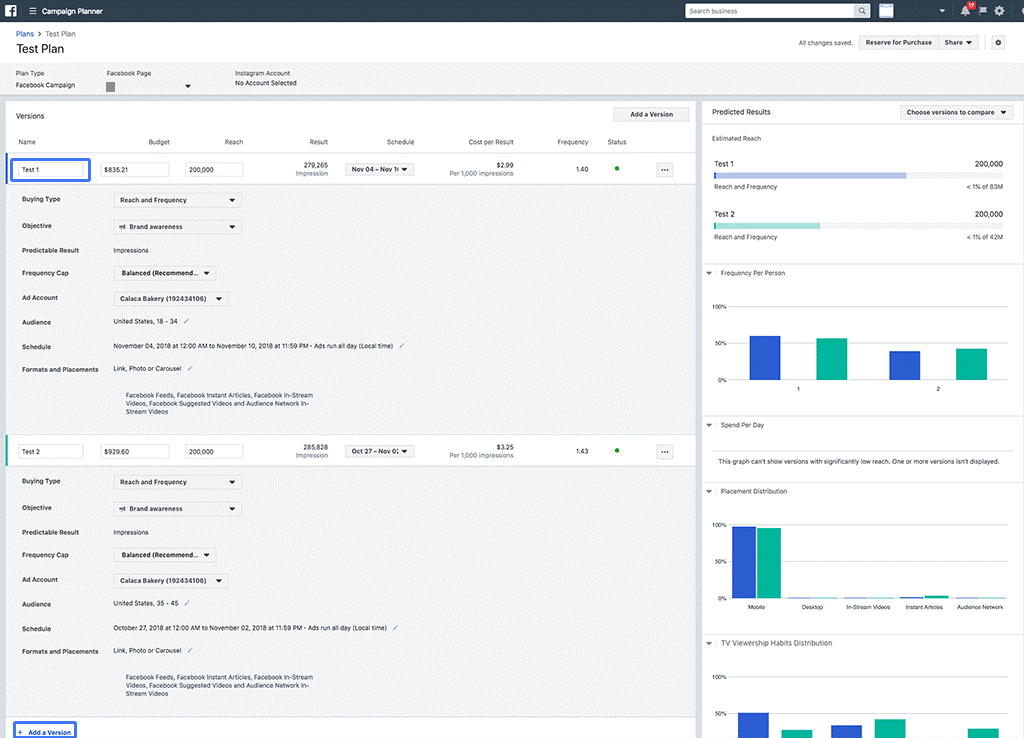 Campaign Planner
Search business
17
Plans > Test Plan
Test Plan
All changes saved.
Reserve for Purchase
Share
Plan Type
Facebook Campaign
Facebook Page
Instagram Account
No Account Selected
Versions
Add a Version
Name Budget Reach Result Schedule Cost per Result Frequency Status
Test 1 $835.21 200,000 279,265 Nov 04 – Nov 1 $2.99 1.40
Impression Per 1,000 impressions
Buying Type Reach and Frequency
Objective Brand awareness
Predictable Result Impressions
Frequency Cap Balanced (Recommend...
Ad Account Calaca Bakery (192434106)
Audience United States, 18 - 34
Schedule November 04, 2018 at 12:00 AM to November 10, 2018 at 11:59 PM - Ads run all day (Local time)
Formats and Placements Link, Photo or Carousel
Facebook Feeds, Facebook Instant Articles, Facebook In-Stream
Videos, Facebook Suggested Videos and Audience Network In-
Stream Videos
Test 2 $929.60 200,000 285,828 Oct 27 – Nov 0 $3.25 1.43
Impression Per 1,000 impressions
Buying Type Reach and Frequency
Objective Brand awareness
Predictable Result Impressions
Frequency Cap Balanced (Recommend...
Ad Account Calaca Bakery (192434106)
Audience United States, 35 - 45
Schedule October 27, 2018 at 12:00 AM to November 02, 2018 at 11:59 PM - Ads run all day (Local time)
Formats and Placements Link, Photo or Carousel
Facebook Feeds, Facebook Instant Articles, Facebook In-Stream
Videos, Facebook Suggested Videos and Audience Network In-
Stream Videos
+ Add a Version
Predicted Results
Choose versions to compare
Estimated Reach
Test 1 200,000
Reach and Frequency < 1% of 83M
Test 2 200,000
Reach and Frequency < 1% of 42M
Frequency Per Person
100%
50%
0%
1 2
Spend Per Day
This graph can't show versions with significantly low reach. One or more versions isn't displayed.
Placement Distribution
100%
50%
0%
Mobile Desktop In-Stream Videos Instant Articles Audience Network
TV Viewership Habits Distribution
100%
50%